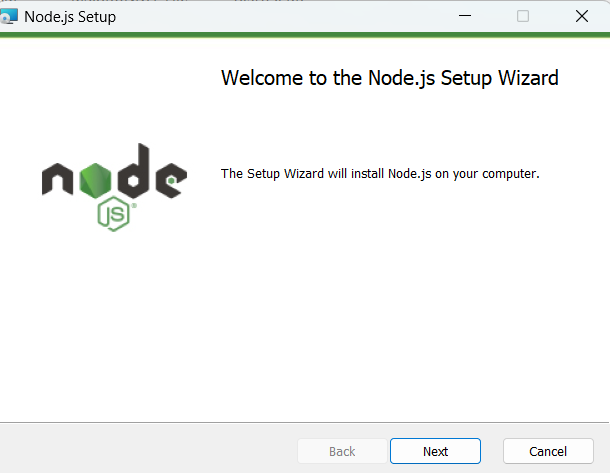 Node.js Setup
Welcome to the Node.js Setup Wizard
node
JS®
The Setup Wizard will install Node.js on your computer.
Back
Next
Cancel